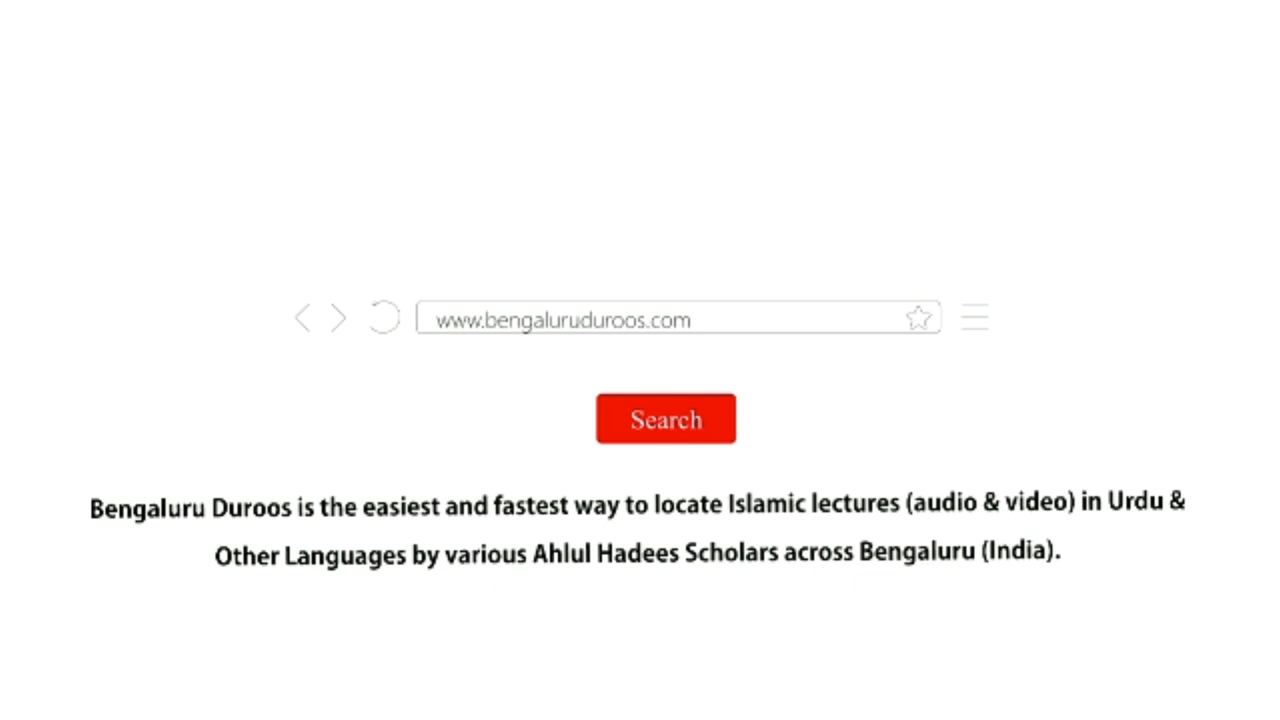 www.bengaluruduroos.com
Search
Bengaluru Duroos is the easiest and fastest way to locate Islamic lectures (audio & video) in Urdu &
Other Languages by various Ahlul Hadees Scholars across Bengaluru (India).